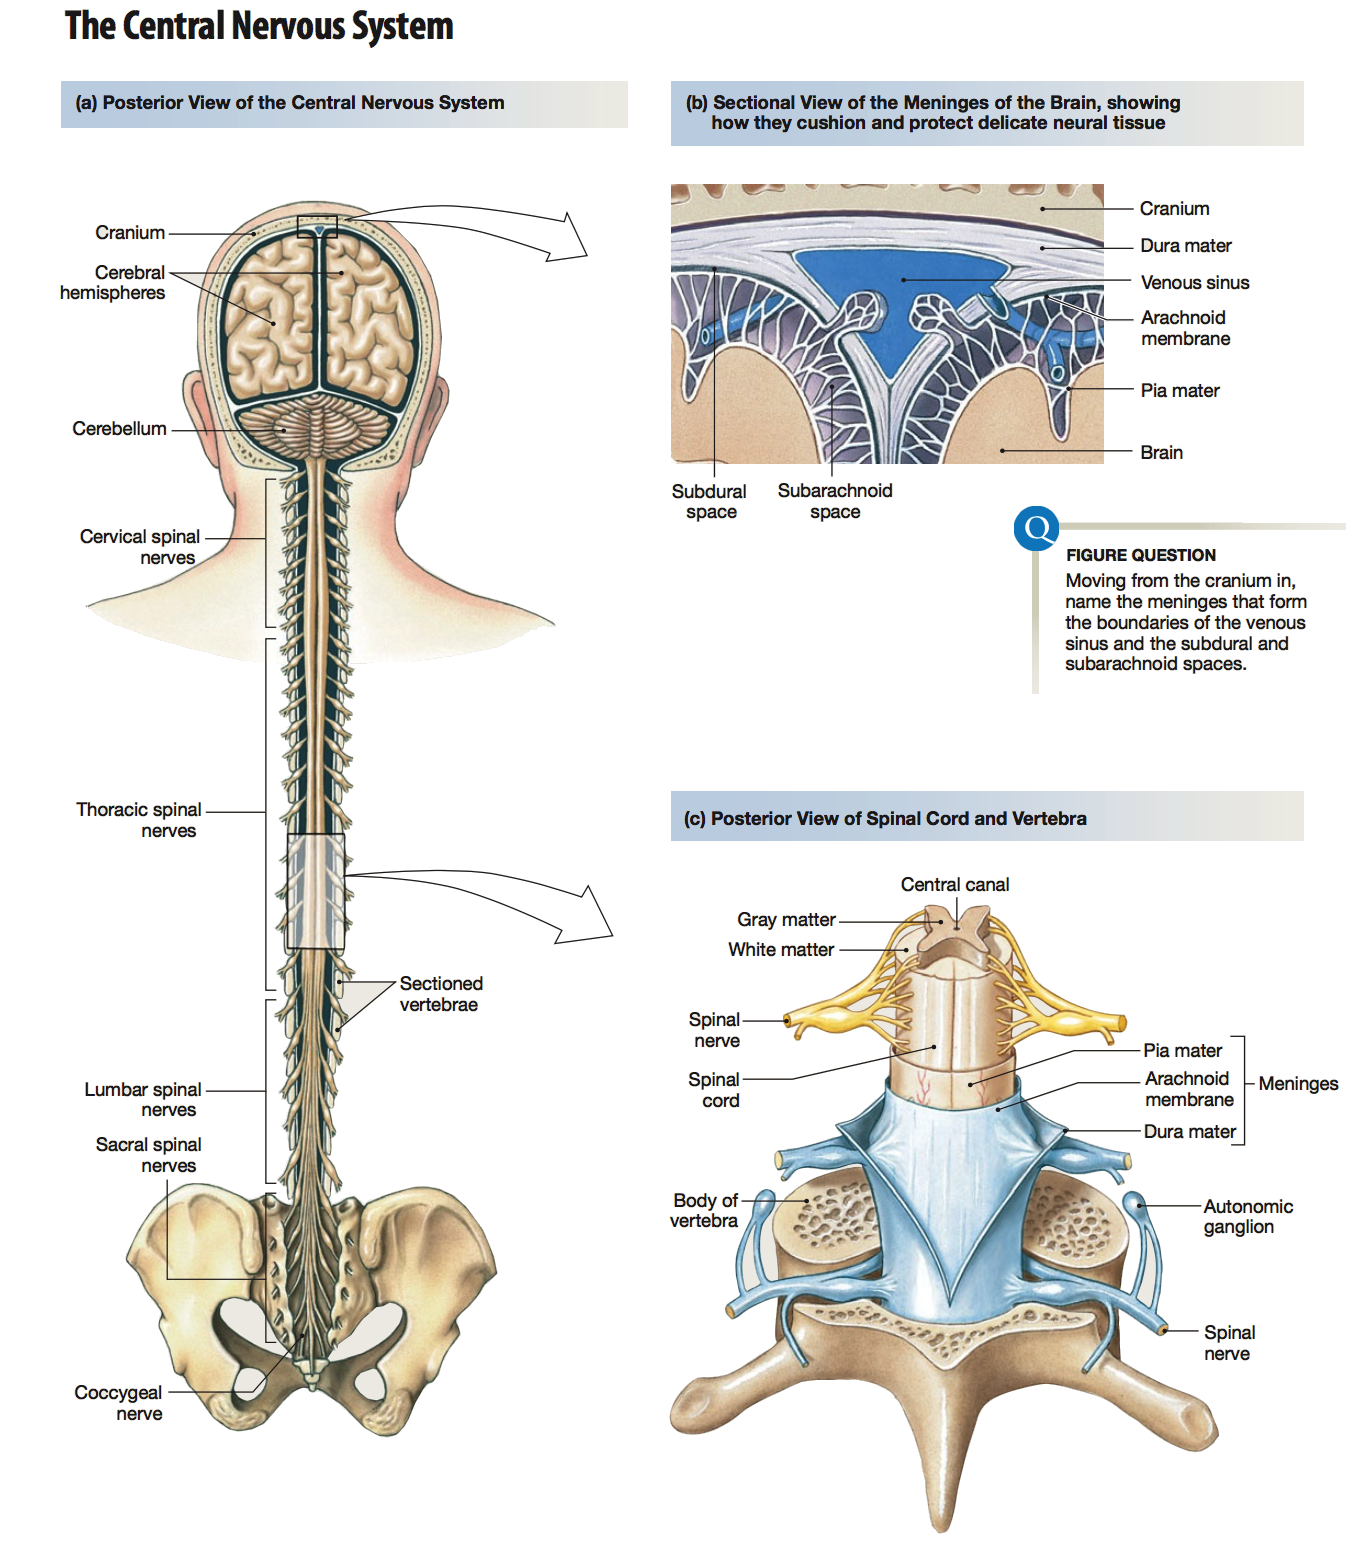 The Central Nervous System
(a) Posterior View of the Central Nervous System
Cranium
Cerebral
hemispheres
Cerebellum
Cervical spinal
nerves
Thoracic spinal
nerves
Sectioned
vertebrae
Lumbar spinal
nerves
Sacral spinal
nerves
Coccygeal
nerve
(b) Sectional View of the Meninges of the Brain, showing
how they cushion and protect delicate neural tissue
Cranium
Dura mater
Venous sinus
Arachnoid
membrane
Pia mater
Brain
Subdural
space
Subarachnoid
space
Q
FIGURE QUESTION
Moving from the cranium in,
name the meninges that form
the boundaries of the venous
sinus and the subdural and
subarachnoid spaces.
(c) Posterior View of Spinal Cord and Vertebra
Central canal
Gray matter
White matter
Spinal
nerve
Spinal
cord
Pia mater
Arachnoid
membrane
Dura mater
Meninges
Body of
vertebra
Autonomic
ganglion
Spinal
nerve